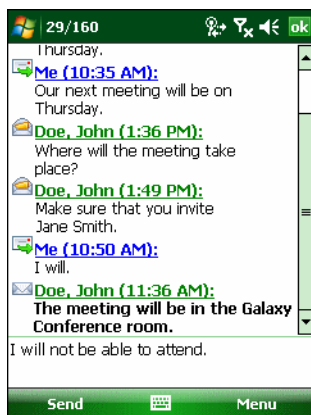 29/160
ok
Thursday.
Me (10:35 AM):
Our next meeting will be on
Thursday.
Doe, John (1:36 PM):
Where will the meeting take
place?
Doe, John (1:49 PM):
Make sure that you invite
Jane Smith.
Me (10:50 AM):
I will.
Doe, John (11:36 AM):
The meeting will be in the Galaxy
Conference room.
I will not be able to attend.
Send
Menu